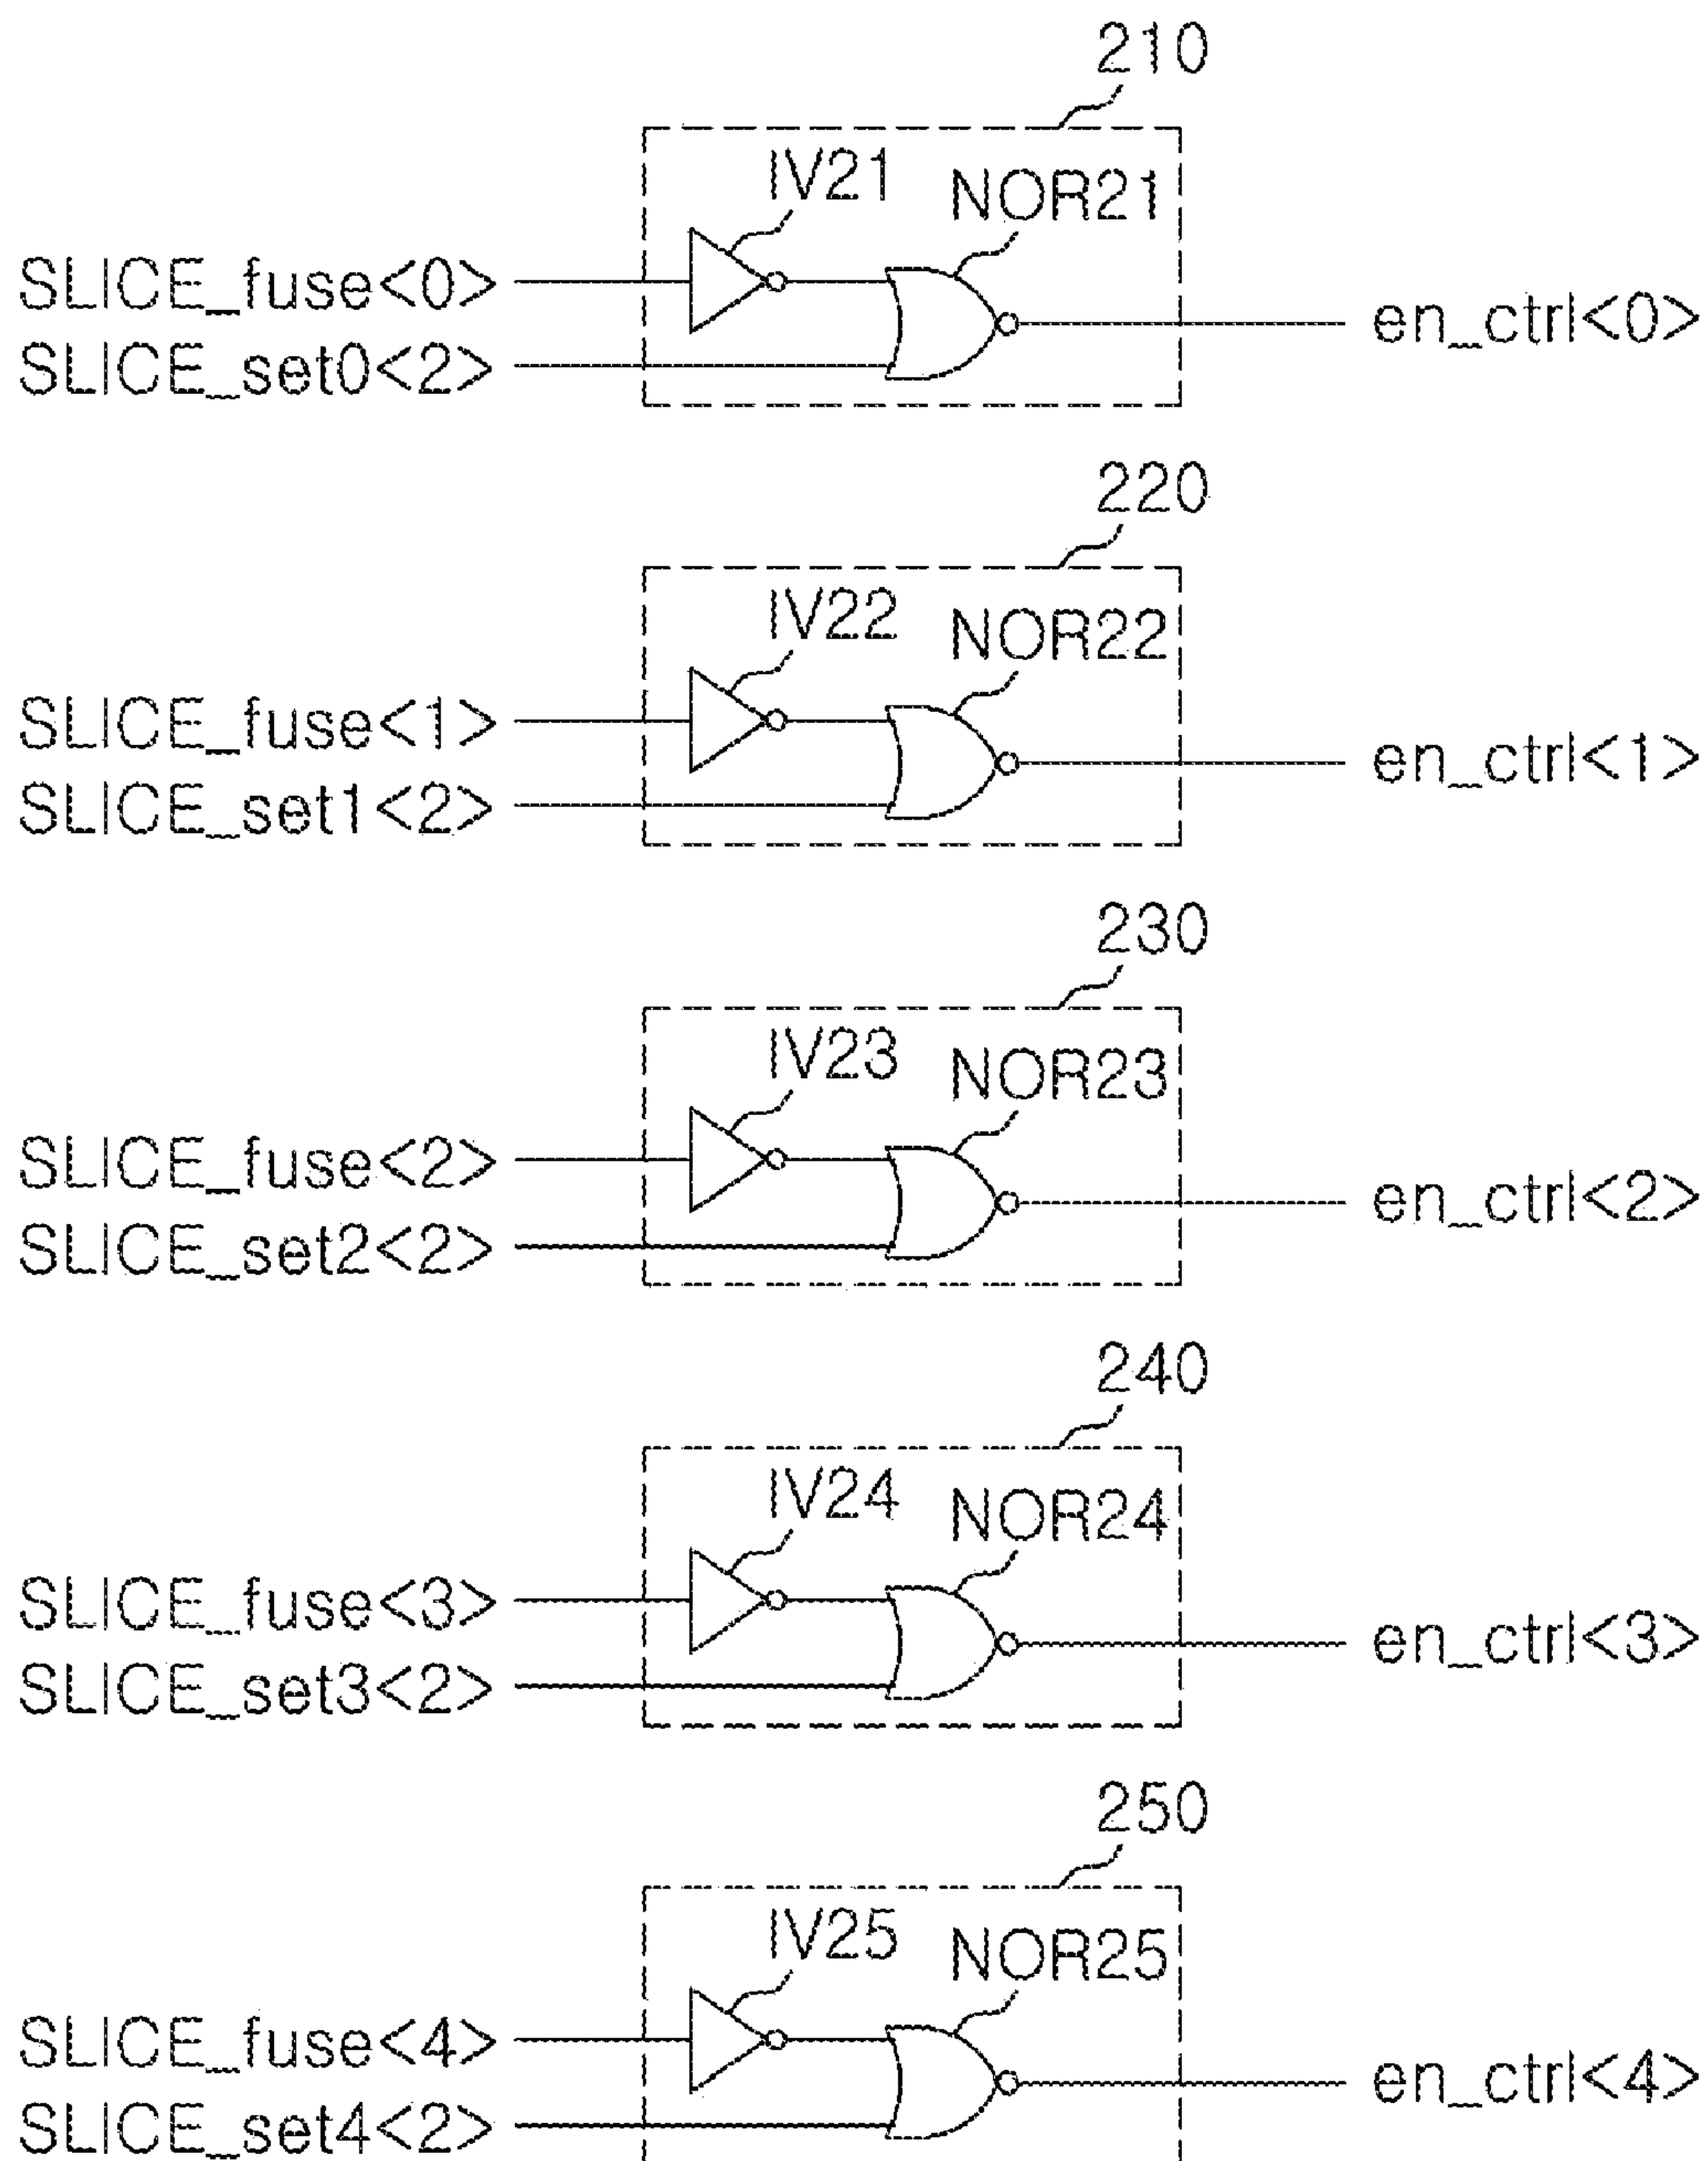 210
IV21
NOR21
SLICE_fuse<0>
SLICE_set0<2>
en_ctrl<0>
220
IV22
NOR22
SLICE_fuse<1>
SLICE_set1<2>
en_ctrl<1>
230
IV23
NOR23
SLICE_fuse<2>
SLICE_set2<2>
en_ctrl<2>
240
IV24
NOR24
SLICE_fuse<3>
SLICE_set3<2>
en_ctrl<3>
250
IV25
NOR25
SLICE_fuse<4>
SLICE_set4<2>
en_ctrl<4>